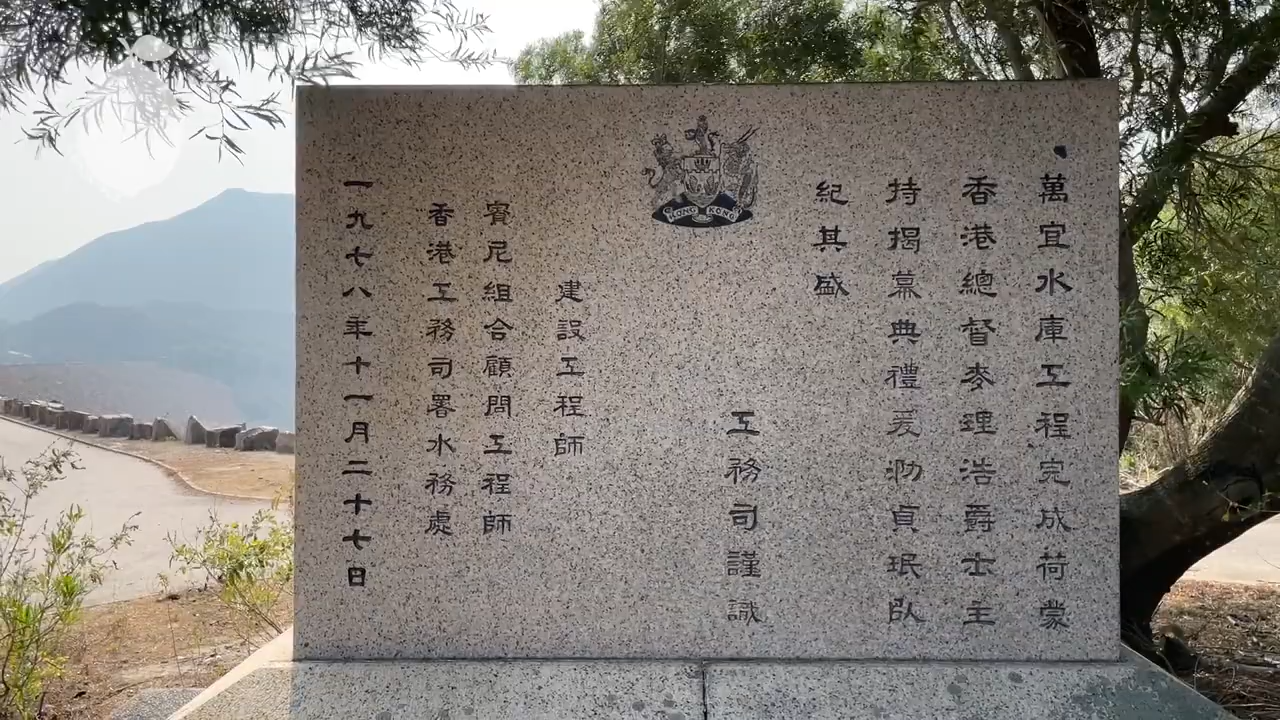 萬宜水庫工程完成荷蒙
香港總督麥理浩爵士主
持揭幕典禮爰泐貞珉以
紀其盛
HONG KONG
工務司謹識
建設工程師
賓尼組合顧問工程師
香港工務司署水務處
一九七八年十一月二十七日